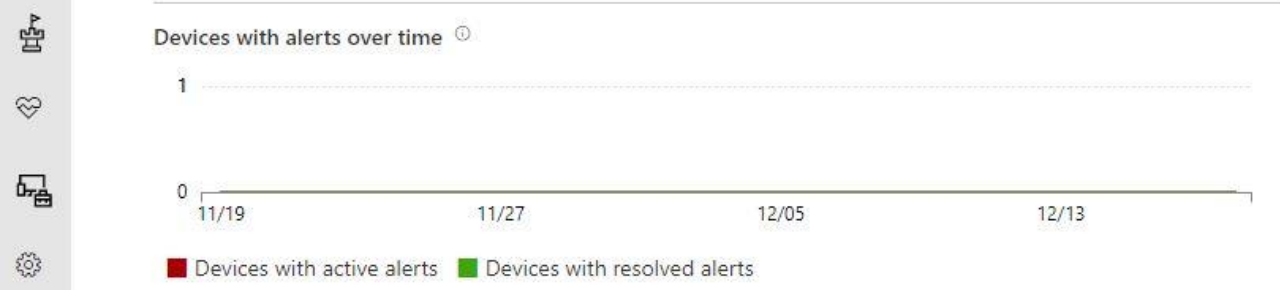 Devices with alerts over time
1
0
11/19 11/27 12/05 12/13
Devices with active alerts Devices with resolved alerts